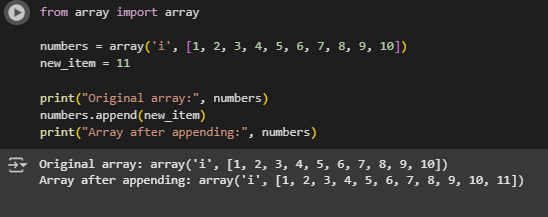 from array import array
numbers = array('i', [1, 2, 3, 4, 5, 6, 7, 8, 9, 10])
new_item = 11
print("Original array:", numbers)
numbers.append(new_item)
print("Array after appending:", numbers)
Original array: array('i', [1, 2, 3, 4, 5, 6, 7, 8, 9, 10])
Array after appending: array('i', [1, 2, 3, 4, 5, 6, 7, 8, 9, 10, 11])